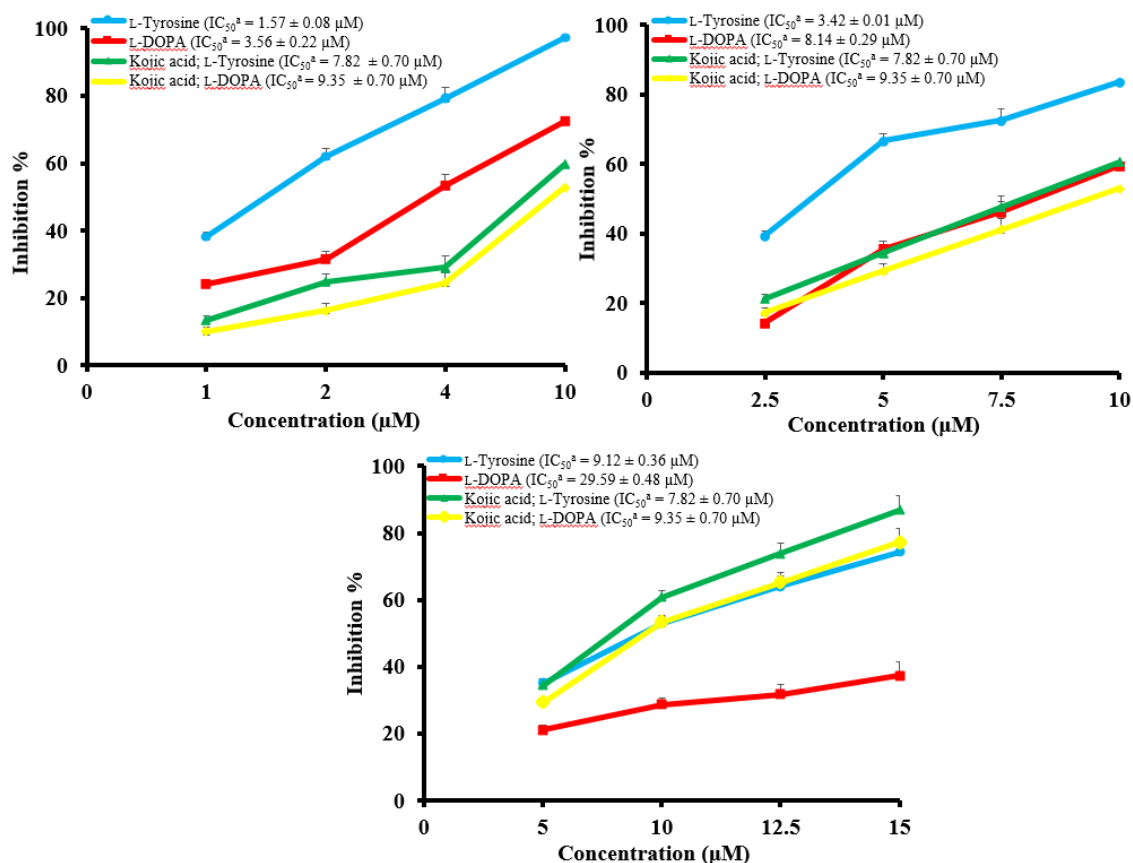 L-Tyrosine (IC50a = 1.57 ± 0.08 µM)
L-DOPA (IC50a = 3.56 ± 0.22 µM)
Kojic acid; L-Tyrosine (IC50a = 7.82 ± 0.70 µM)
Kojic acid; L-DOPA (IC50a = 9.35 ± 0.70 µM)
100
80
60
40
20
0
Inhibition %
0 1 2 4 10
Concentration (µM)
L-Tyrosine (IC50a = 3.42 ± 0.01 µM)
L-DOPA (IC50a = 8.14 ± 0.29 µM)
Kojic acid; L-Tyrosine (IC50a = 7.82 ± 0.70 µM)
Kojic acid; L-DOPA (IC50a = 9.35 ± 0.70 µM)
100
80
60
40
20
0
Inhibition %
0 2.5 5 7.5 10
Concentration (µM)
L-Tyrosine (IC50a = 9.12 ± 0.36 µM)
L-DOPA (IC50a = 29.59 ± 0.48 µM)
Kojic acid; L-Tyrosine (IC50a = 7.82 ± 0.70 µM)
Kojic acid; L-DOPA (IC50a = 9.35 ± 0.70 µM)
100
80
60
40
20
0
Inhibition %
0 5 10 12.5 15
Concentration (µM)